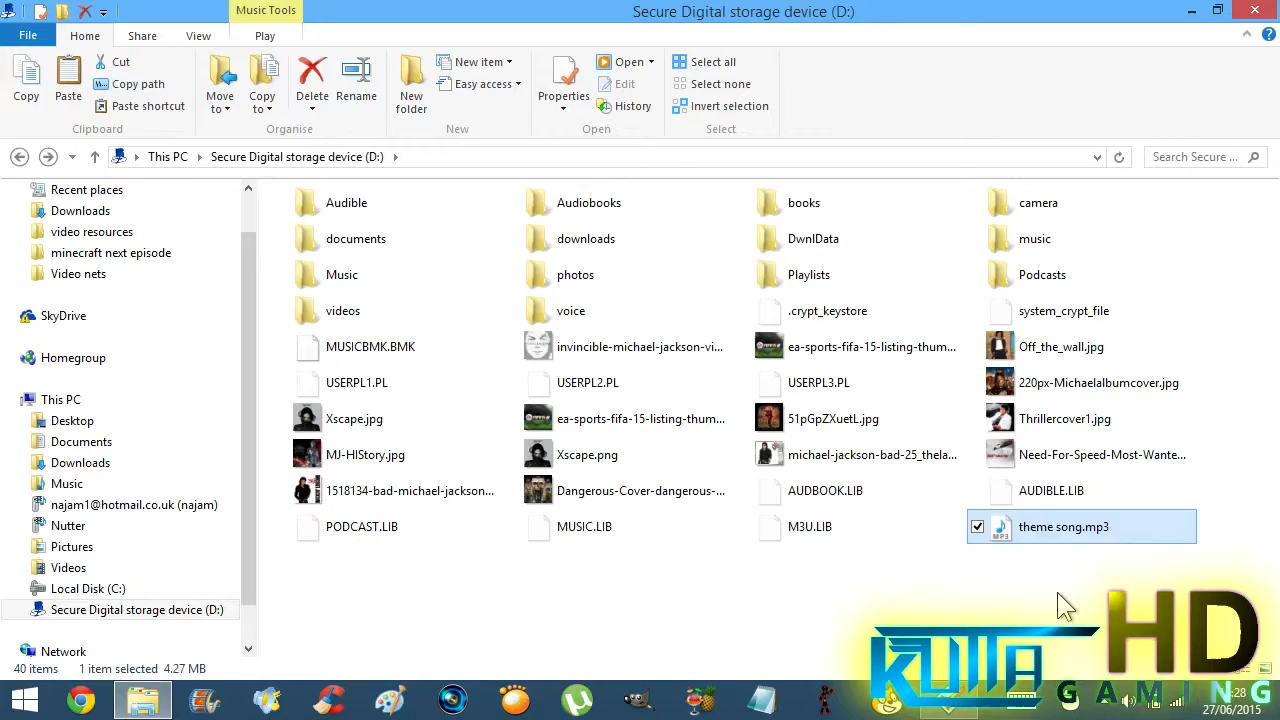 Music Tools
Secure Digital storage device (D:)
File
Home
Share
View
Play
Copy
Paste
Cut
Copy path
Paste shortcut
Clipboard
Move to
Copy to
Delete
Rename
Organise
New folder
New item
Easy access
New
Properties
Open
Edit
History
Open
Select all
Select none
Invert selection
Select
This PC
Secure Digital storage device (D:)
Search Secure ...
Recent places
Downloads
video resources
minecraft next episode
Video nets
SkyDrive
Homegroup
This PC
Desktop
Documents
Downloads
Music
najam1@hotmail.co.uk (najam)
Nutter
Pictures
Videos
Local Disk (C:)
Secure Digital storage device (D:)
Network
Audible
Audiobooks
books
camera
documents
downloads
DwnlData
music
Music
photos
Playlists
Podcasts
videos
voice
.crypt_keystore
system_crypt_file
MUSICBMK.BMK
invincible-michael-jackson-vi...
ea-sports-fifa-15-listing-thum...
Off_the_wall.jpg
USERPL1.PL
USERPL2.PL
USERPL3.PL
220px-Michaelalbumcover.jpg
Xscape.jpg
ea-sports-fifa-15-listing-thum...
51pGpZXuetL.jpg
Thrillercover1.jpg
MJ-HIStory.jpg
Xscape.png
michael-jackson-bad-25_thela...
Need-For-Speed-Most-Wante...
1518134-bad-michael-jackson...
Dangerous-Cover-dangerous-...
AUDBOOK.LIB
AUDIBLE.LIB
PODCAST.LIB
MUSIC.LIB
M3U.LIB
MP3
theme song.mp3
40 items
1 item selected 4.27 MB
HD
GAMING
:28
27/06/2015